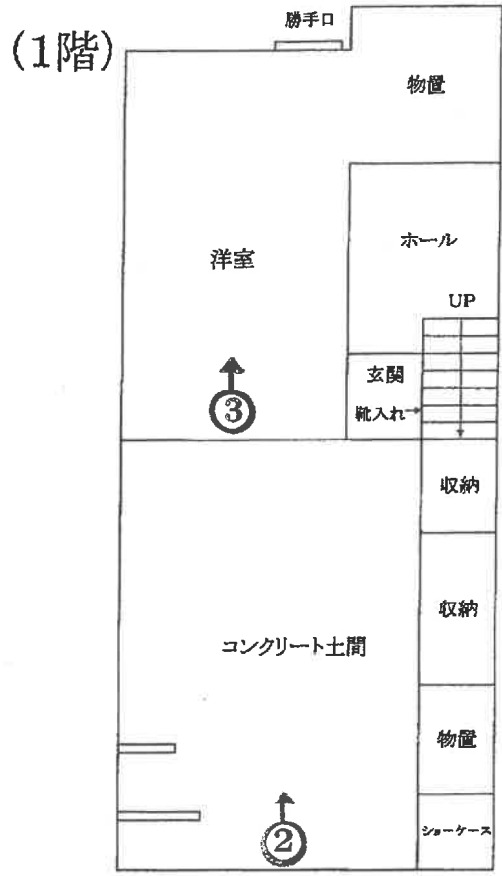 (1階)
勝手口
物置
ホール
洋室
UP
玄関
靴入れ
③
収納
収納
コンクリート土間
物置
ショーケース
②